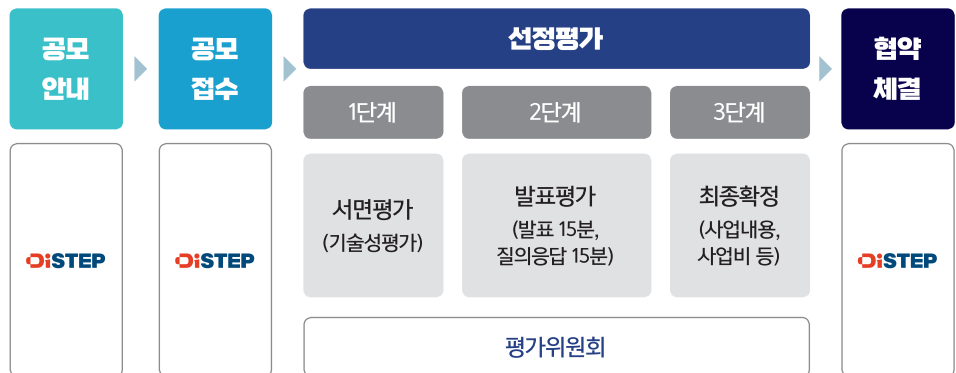 공모
안내
공모
접수
선정평가
협약
체결
1단계
2단계
3단계
서면평가
(기술성평가)
발표평가
(발표 15분,
질의응답 15분)
최종확정
(사업내용,
사업비 등)
DiSTEP
DiSTEP
DiSTEP
평가위원회